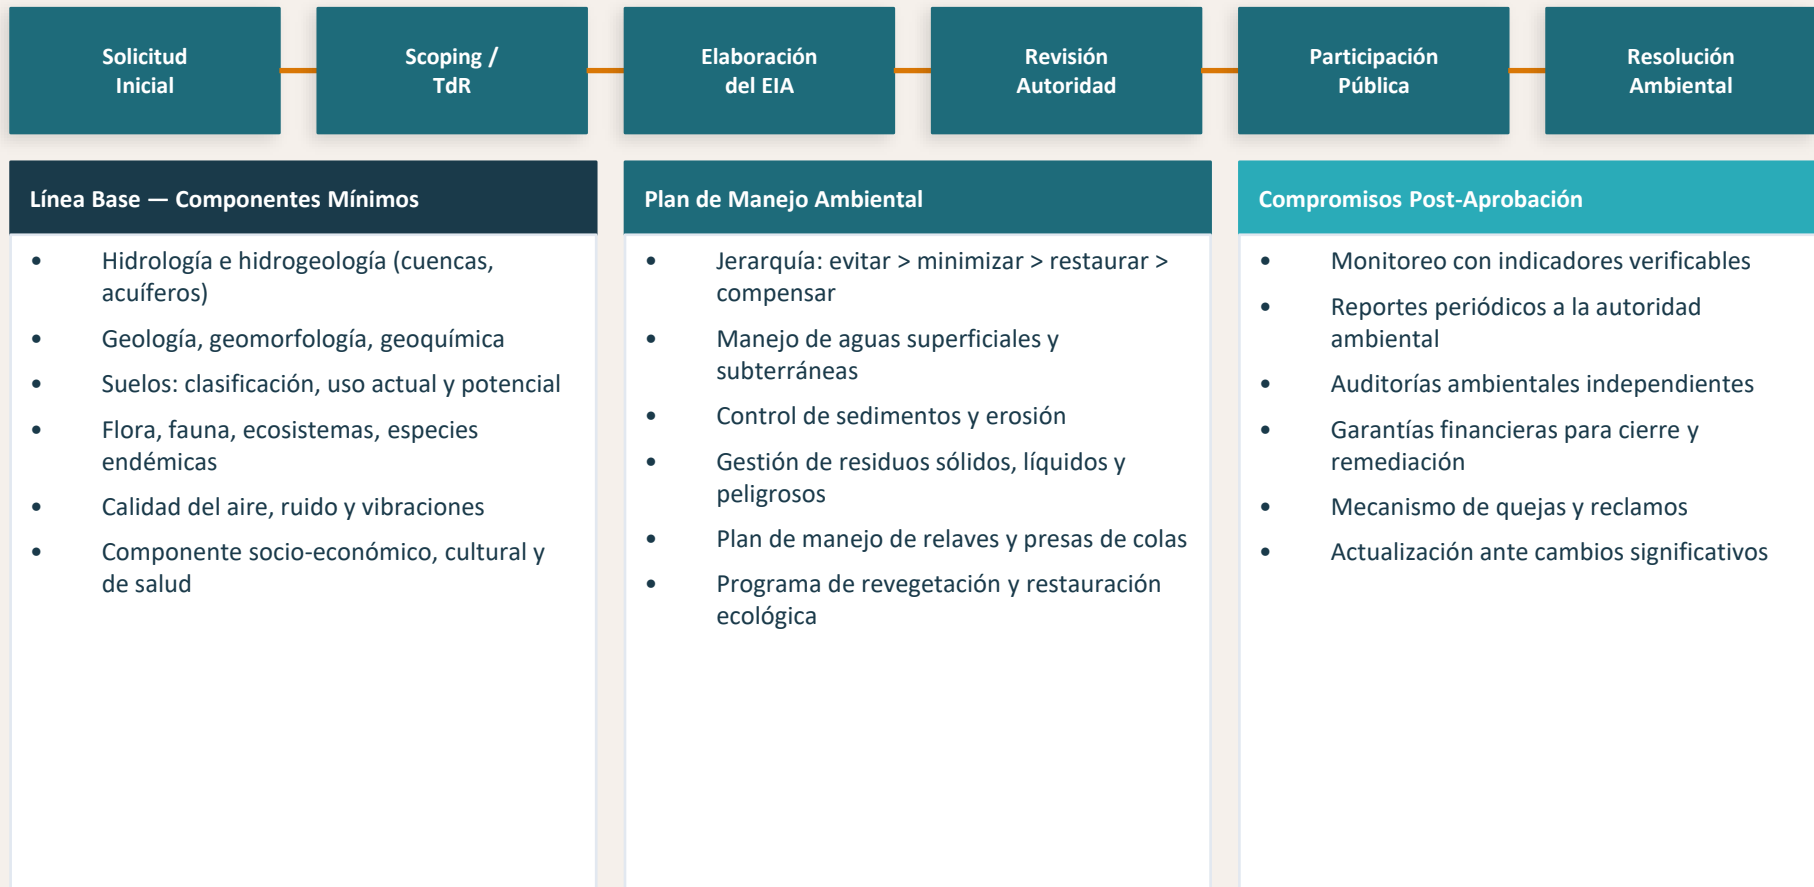 Solicitud
Inicial
Scoping /
TdR
Elaboración
del EIA
Revisión
Autoridad
Participación
Pública
Resolución
Ambiental
Línea Base — Componentes Mínimos
• Hidrología e hidrogeología (cuencas,
acuíferos)
• Geología, geomorfología, geoquímica
• Suelos: clasificación, uso actual y potencial
• Flora, fauna, ecosistemas, especies
endémicas
• Calidad del aire, ruido y vibraciones
• Componente socio-económico, cultural y
de salud
Plan de Manejo Ambiental
• Jerarquía: evitar > minimizar > restaurar >
compensar
• Manejo de aguas superficiales y
subterráneas
• Control de sedimentos y erosión
• Gestión de residuos sólidos, líquidos y
peligrosos
• Plan de manejo de relaves y presas de colas
• Programa de revegetación y restauración
ecológica
Compromisos Post-Aprobación
• Monitoreo con indicadores verificables
• Reportes periódicos a la autoridad
ambiental
• Auditorías ambientales independientes
• Garantías financieras para cierre y
remediación
• Mecanismo de quejas y reclamos
• Actualización ante cambios significativos